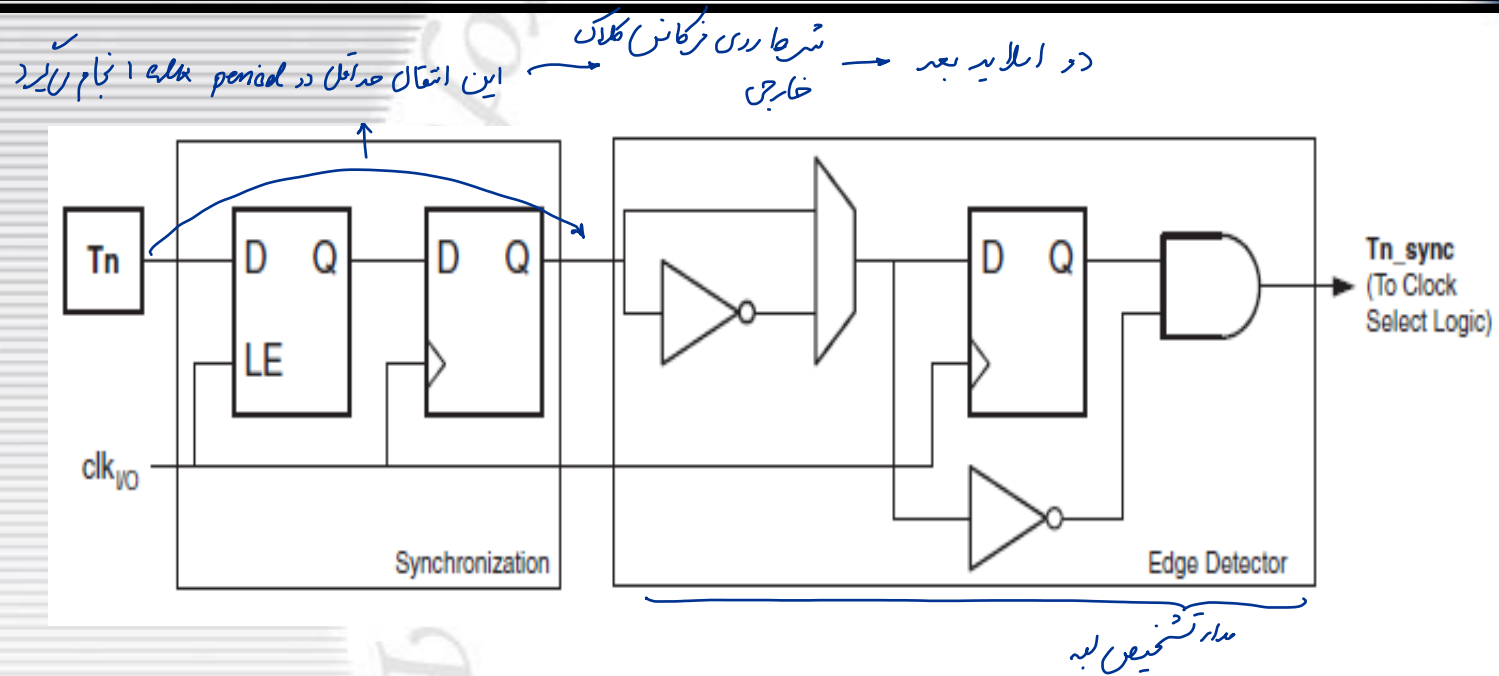 دو اسلاید بعد → شرط روی فرکانس کلاک خارجی → این انتقال حداقل در 1 clk period انجام می‌گیرد
Tn
D Q
LE
D Q
clkI/O
Synchronization
D Q
Edge Detector
Tn_sync
(To Clock
Select Logic)
مدار تشخیص لبه